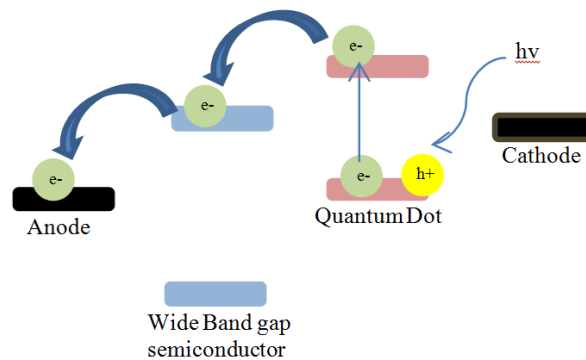 e-
hv
e-
e-
Cathode
e-
e-
h+
Quantum Dot
Anode
Wide Band gap
semiconductor